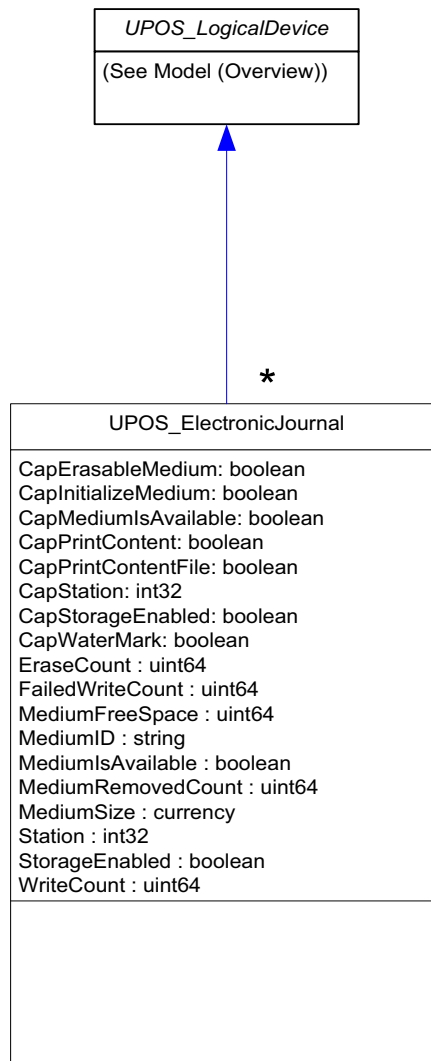 UPOS_LogicalDevice
(See Model (Overview))
*
UPOS_ElectronicJournal
CapErasableMedium: boolean
CapInitializeMedium: boolean
CapMediumIsAvailable: boolean
CapPrintContent: boolean
CapPrintContentFile: boolean
CapStation: int32
CapStorageEnabled: boolean
CapWaterMark: boolean
EraseCount : uint64
FailedWriteCount : uint64
MediumFreeSpace : uint64
MediumID : string
MediumIsAvailable : boolean
MediumRemovedCount : uint64
MediumSize : currency
Station : int32
StorageEnabled : boolean
WriteCount : uint64